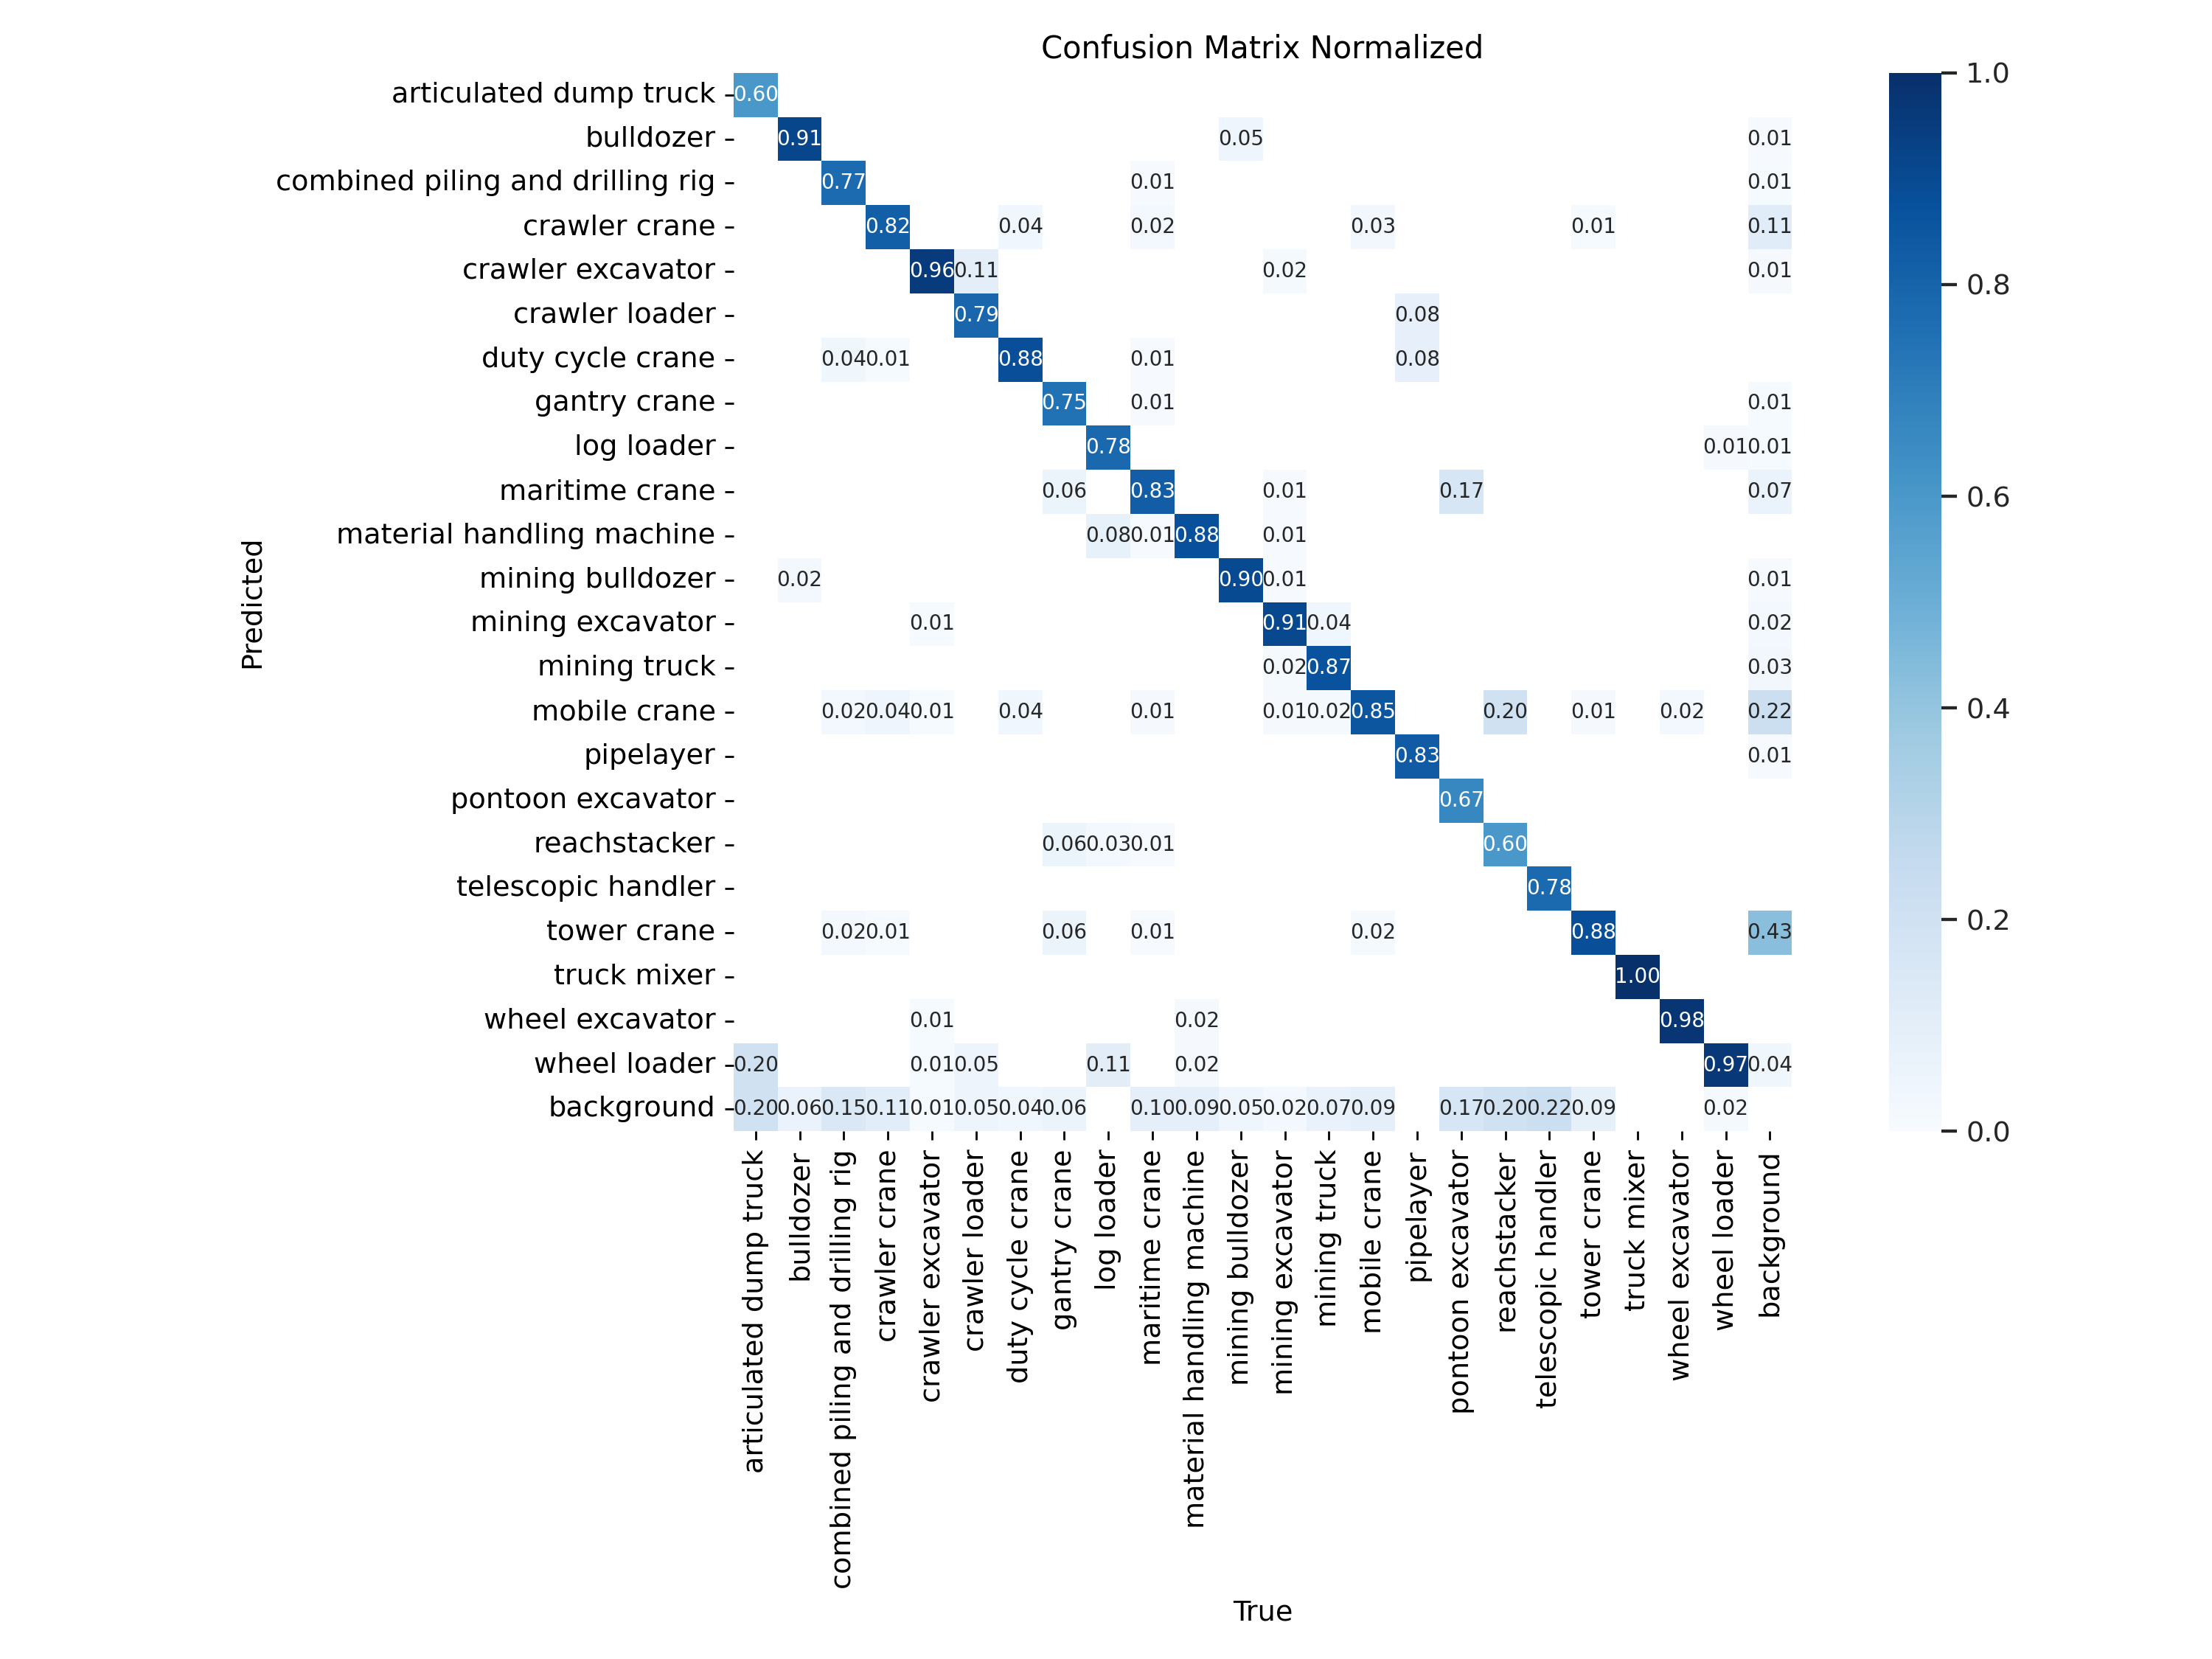 Confusion Matrix Normalized
articulated dump truck 0.60
bulldozer 0.91 0.05 0.01
combined piling and drilling rig 0.77 0.01 0.01
crawler crane 0.82 0.04 0.02 0.03 0.01 0.11
crawler excavator 0.96 0.11 0.02 0.01
crawler loader 0.79 0.08
duty cycle crane 0.04 0.01 0.88 0.01 0.08
gantry crane 0.75 0.01 0.01
log loader 0.78 0.01 0.01
maritime crane 0.06 0.83 0.01 0.17 0.07
material handling machine 0.08 0.01 0.88 0.01
mining bulldozer 0.02 0.90 0.01 0.01
mining excavator 0.01 0.91 0.04 0.02
mining truck 0.02 0.87 0.03
mobile crane 0.02 0.04 0.01 0.04 0.01 0.01 0.02 0.85 0.20 0.01 0.02 0.22
pipelayer 0.83 0.01
pontoon excavator 0.67
reachstacker 0.06 0.03 0.01 0.60
telescopic handler 0.78
tower crane 0.02 0.01 0.06 0.01 0.02 0.88 0.43
truck mixer 1.00
wheel excavator 0.01 0.02 0.98
wheel loader 0.20 0.01 0.05 0.11 0.02 0.97 0.04
background 0.20 0.06 0.15 0.11 0.01 0.05 0.04 0.06 0.10 0.09 0.05 0.02 0.07 0.09 0.17 0.20 0.22 0.09 0.02
Predicted
articulated dump truck
bulldozer
combined piling and drilling rig
crawler crane
crawler excavator
crawler loader
duty cycle crane
gantry crane
log loader
maritime crane
material handling machine
mining bulldozer
mining excavator
mining truck
mobile crane
pipelayer
pontoon excavator
reachstacker
telescopic handler
tower crane
truck mixer
wheel excavator
wheel loader
background
True
1.0
0.8
0.6
0.4
0.2
0.0